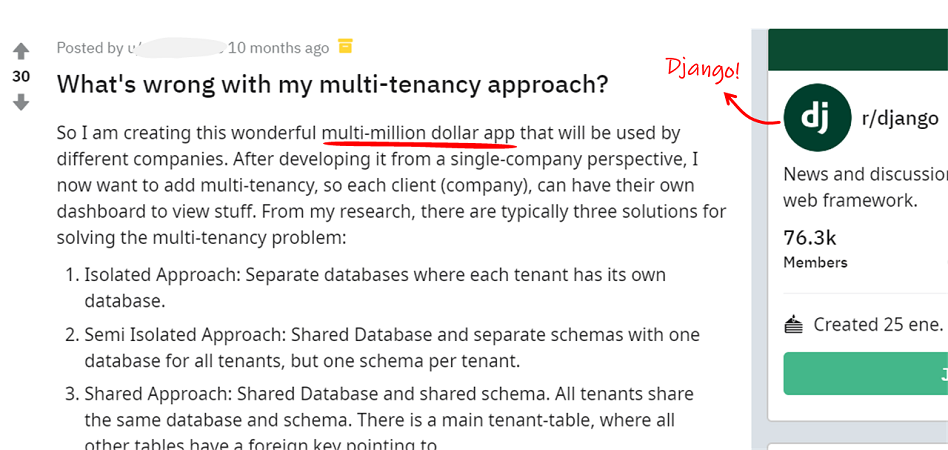 Posted by u/ 10 months ago
30
What's wrong with my multi-tenancy approach?
So I am creating this wonderful multi-million dollar app that will be used by
different companies. After developing it from a single-company perspective, I
now want to add multi-tenancy, so each client (company), can have their own
dashboard to view stuff. From my research, there are typically three solutions for
solving the multi-tenancy problem:
1. Isolated Approach: Separate databases where each tenant has its own
database.
2. Semi Isolated Approach: Shared Database and separate schemas with one
database for all tenants, but one schema per tenant.
3. Shared Approach: Shared Database and shared schema. All tenants share
the same database and schema. There is a main tenant-table, where all
other tables have a foreign key pointing to
Django!
dj
r/django
News and discussion
web framework.
76.3k
Members
Created 25 ene.